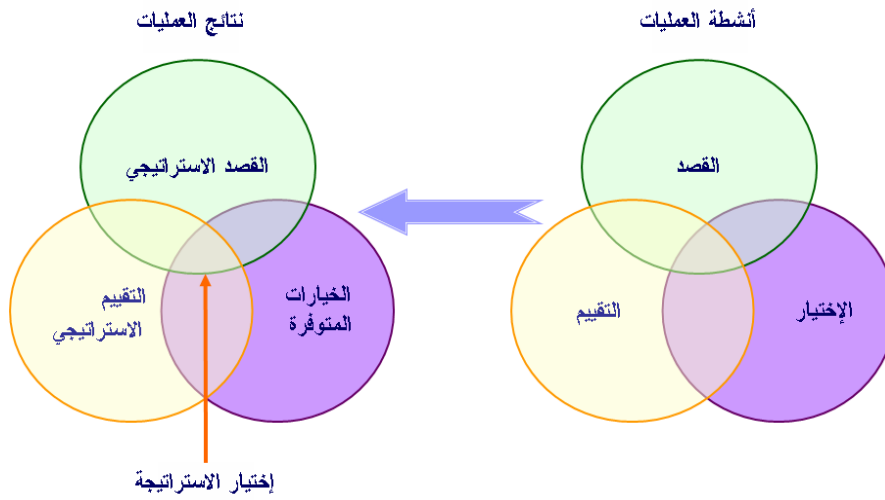 أنشطة العمليات
نتائج العمليات
القصد
الإختيار
التقييم
القصد الاستراتيجي
الخيارات
المتوفرة
التقييم
الاستراتيجي
إختيار الاستراتيجة